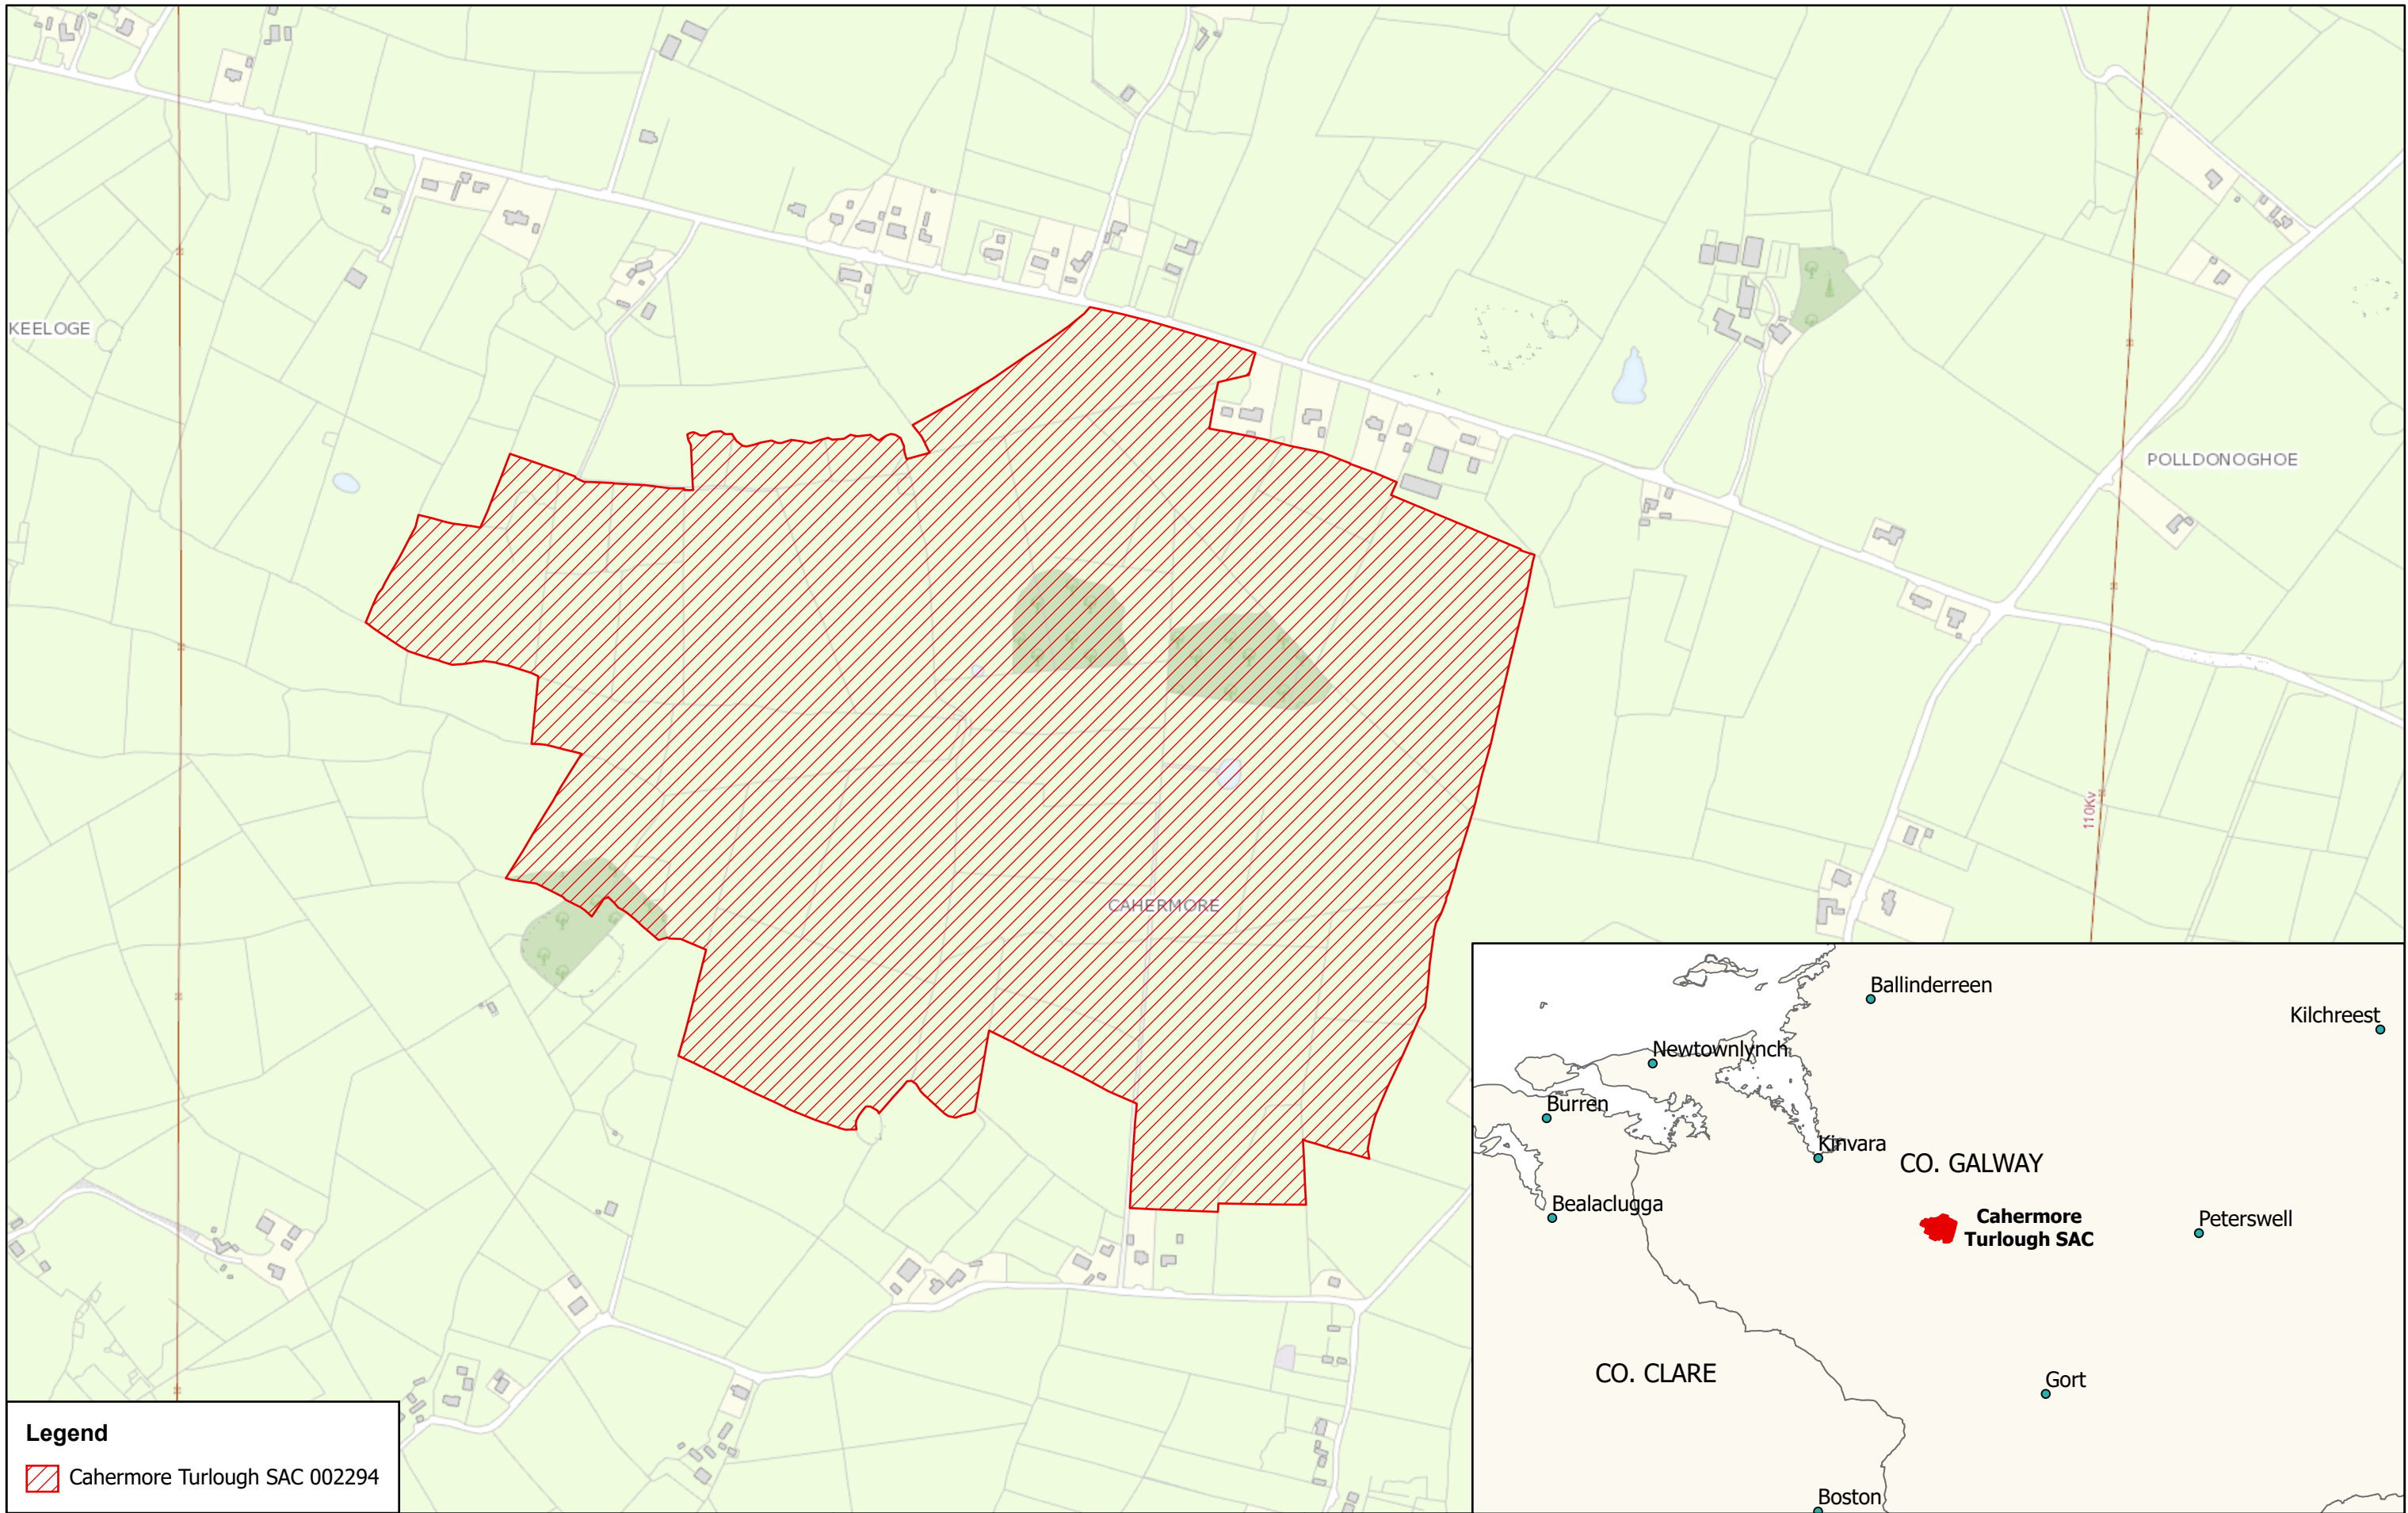 KEELOGE
POLLDONOGHOE
110Kv
CAHERMORE
Ballinderreen
Kilchreest
Newtownlynch
Burren
Kinvara
CO. GALWAY
Bealaclugga
Cahermore
Turlough SAC
Peterswell
CO. CLARE
Gort
Boston
Legend
Cahermore Turlough SAC 002294